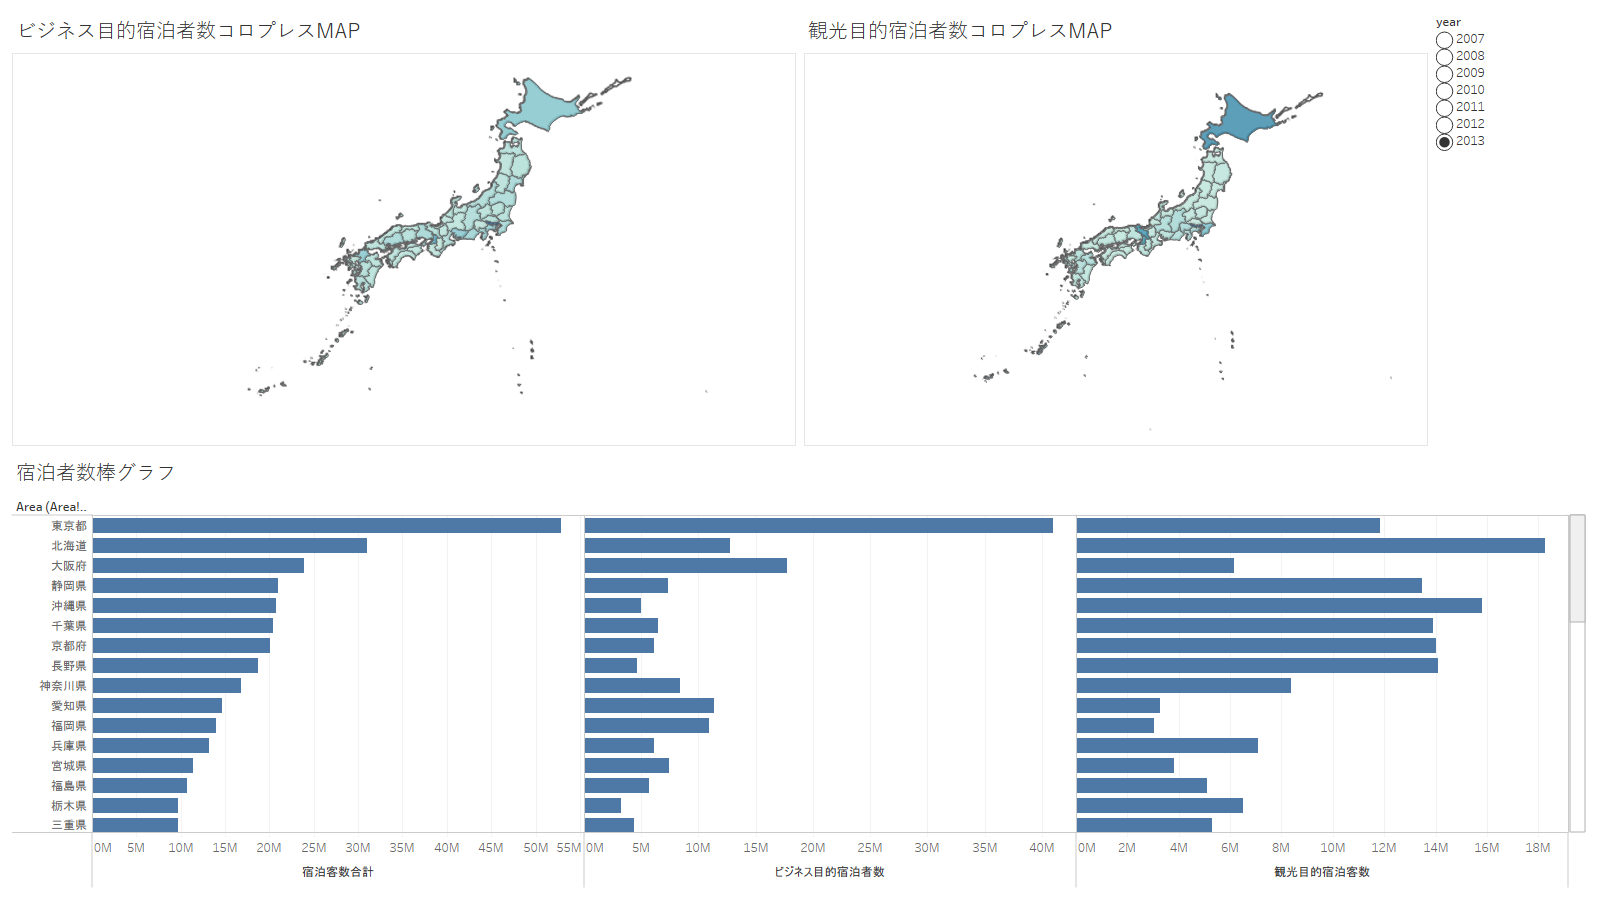 ビジネス目的宿泊者数コロプレスMAP
観光目的宿泊者数コロプレスMAP
year
2007
2008
2009
2010
2011
2012
2013
宿泊者数棒グラフ
Area (Area!..
東京都
北海道
大阪府
静岡県
沖縄県
千葉県
京都府
長野県
神奈川県
愛知県
福岡県
兵庫県
宮城県
福島県
栃木県
三重県
0M 5M 10M 15M 20M 25M 30M 35M 40M 45M 50M 55M
0M 5M 10M 15M 20M 25M 30M 35M 40M
0M 2M 4M 6M 8M 10M 12M 14M 16M 18M
宿泊客数合計
ビジネス目的宿泊者数
観光目的宿泊客数